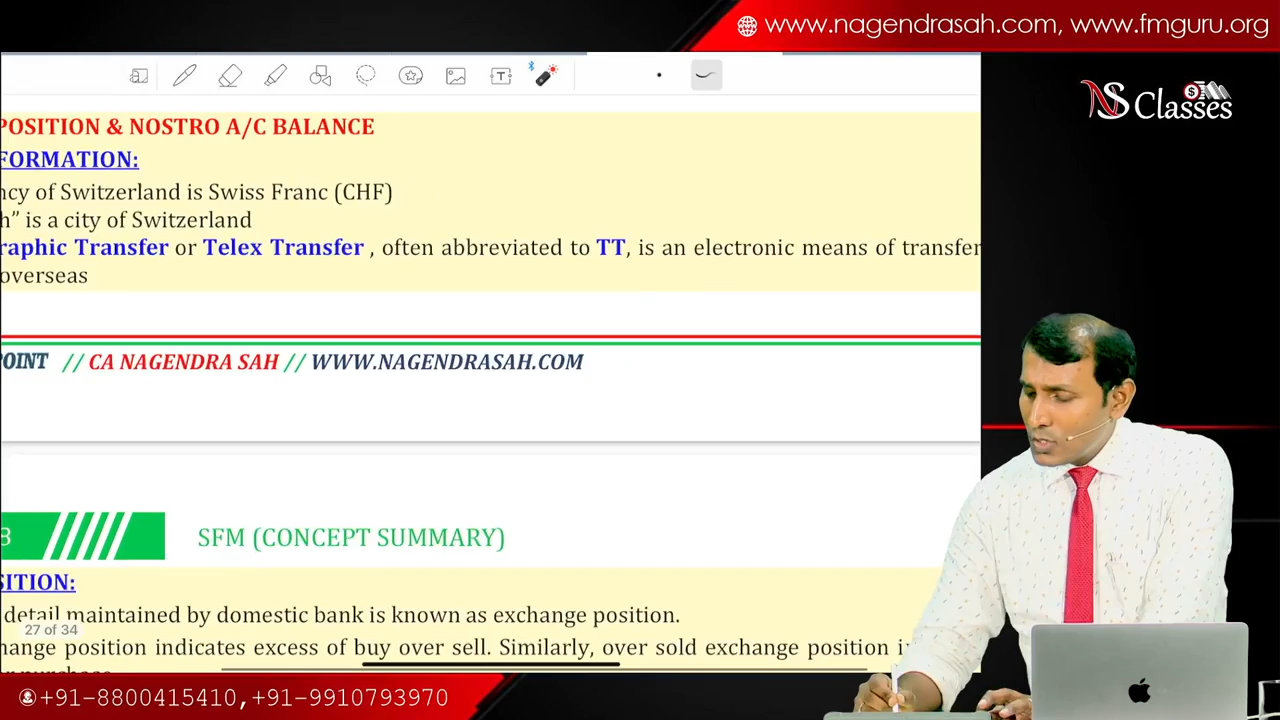 www.nagendrasah.com, www.fmguru.org
NS Classes
POSITION & NOSTRO A/C BALANCE
FORMATION:
ncy of Switzerland is Swiss Franc (CHF)
h” is a city of Switzerland
raphic Transfer or Telex Transfer , often abbreviated to TT, is an electronic means of transfer
overseas
POINT // CA NAGENDRA SAH // WWW.NAGENDRASAH.COM
SFM (CONCEPT SUMMARY)
SITION:
detail maintained by domestic bank is known as exchange position.
27 of 34
hange position indicates excess of buy over sell. Similarly, over sold exchange position
+91-8800415410,+91-9910793970